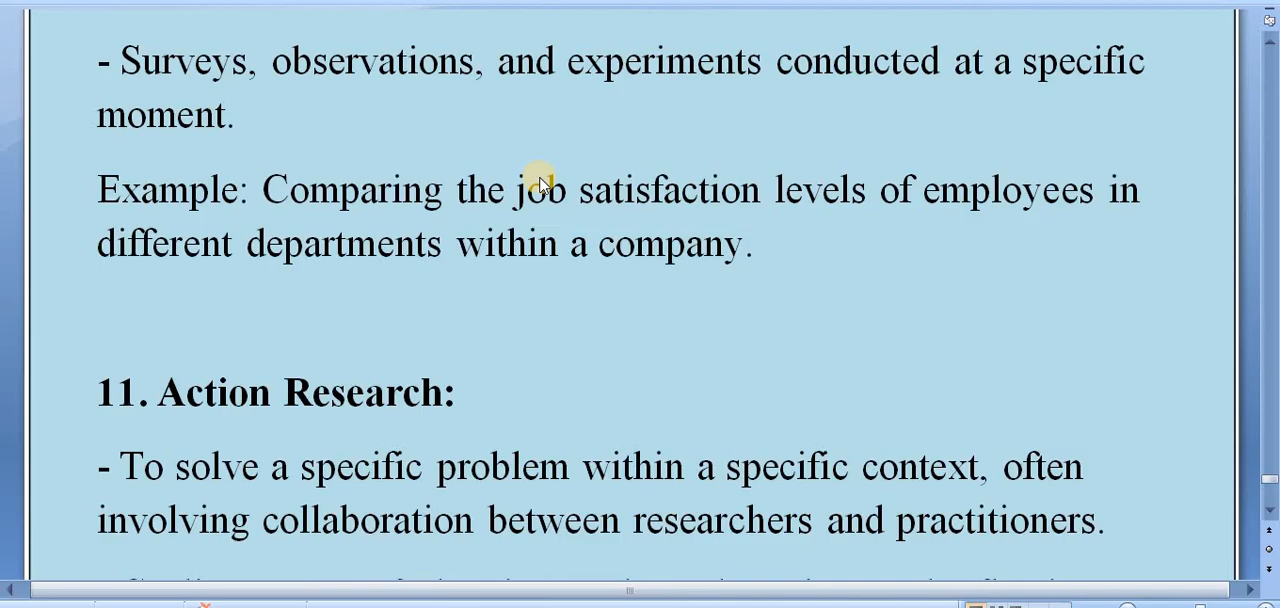 - Surveys, observations, and experiments conducted at a specific
moment.
Example: Comparing the job satisfaction levels of employees in
different departments within a company.
11. Action Research:
- To solve a specific problem within a specific context, often
involving collaboration between researchers and practitioners.